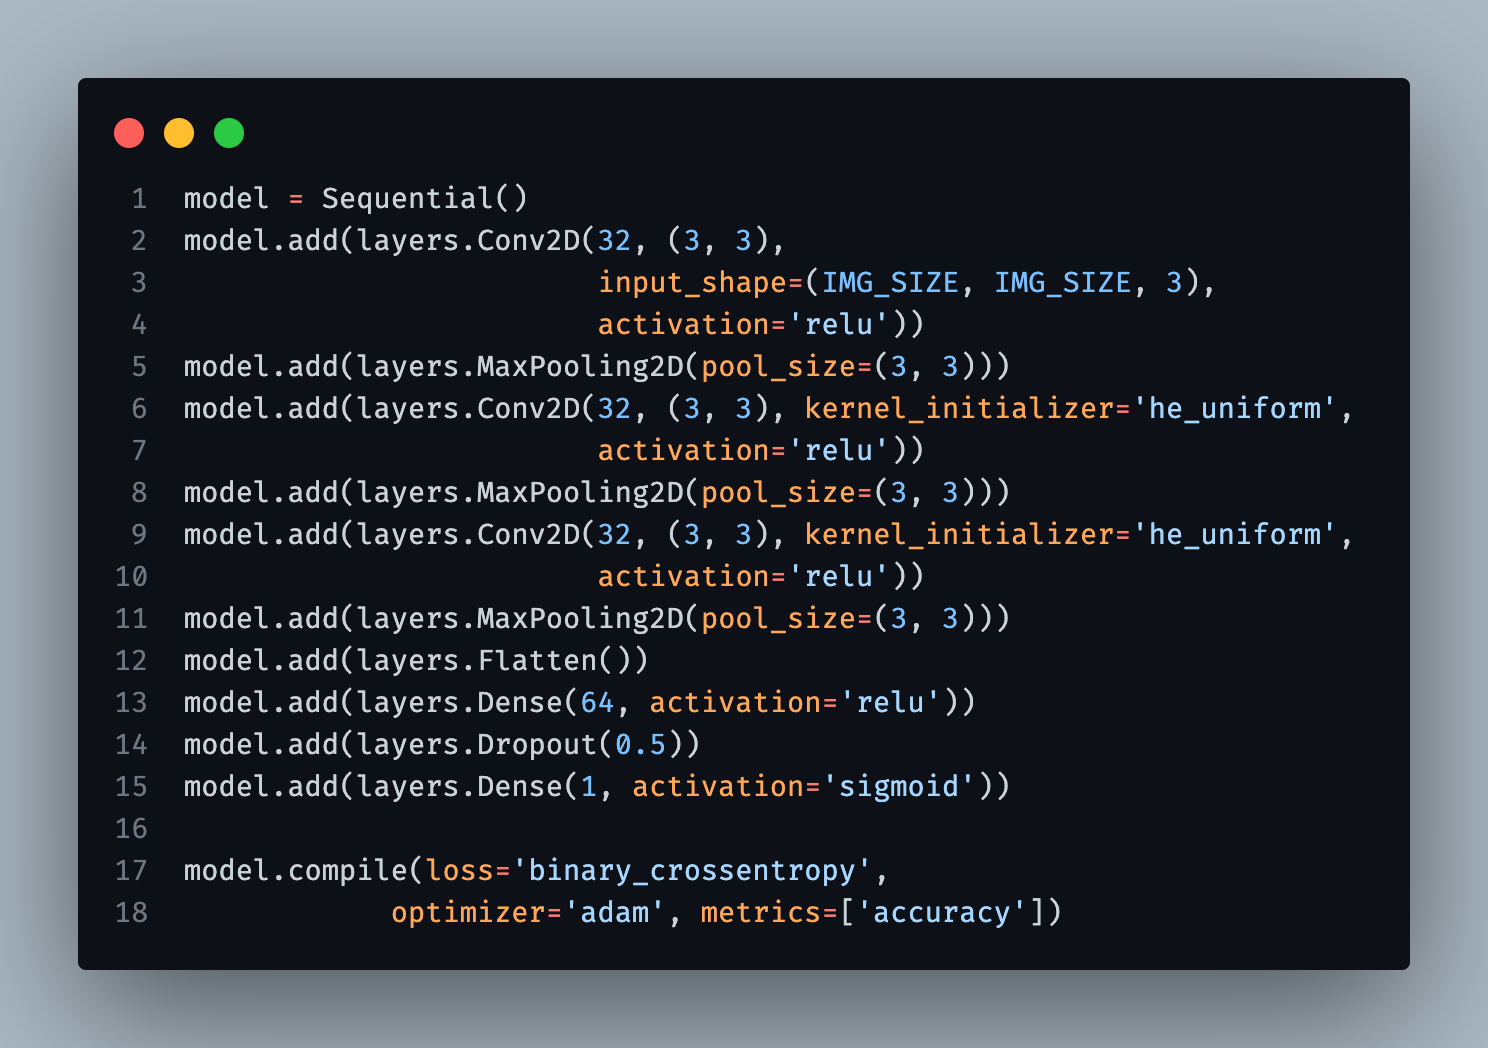 1 model = Sequential()
2 model.add(layers.Conv2D(32, (3, 3),
3                         input_shape=(IMG_SIZE, IMG_SIZE, 3),
4                         activation='relu'))
5 model.add(layers.MaxPooling2D(pool_size=(3, 3)))
6 model.add(layers.Conv2D(32, (3, 3), kernel_initializer='he_uniform',
7                         activation='relu'))
8 model.add(layers.MaxPooling2D(pool_size=(3, 3)))
9 model.add(layers.Conv2D(32, (3, 3), kernel_initializer='he_uniform',
10                         activation='relu'))
11 model.add(layers.MaxPooling2D(pool_size=(3, 3)))
12 model.add(layers.Flatten())
13 model.add(layers.Dense(64, activation='relu'))
14 model.add(layers.Dropout(0.5))
15 model.add(layers.Dense(1, activation='sigmoid'))
16
17 model.compile(loss='binary_crossentropy',
18             optimizer='adam', metrics=['accuracy'])